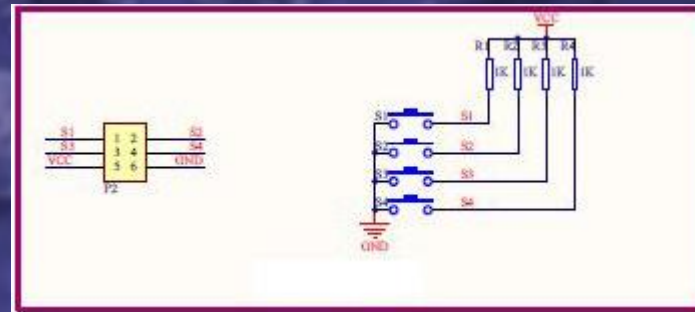 VCC
R1 R2 R3 R4
1K 1K 1K 1K
S1 S1
S2 S2
S3 S3
S4 S4
GND
S1 1 2 S2
S3 3 4 S4
VCC 5 6 GND
P2